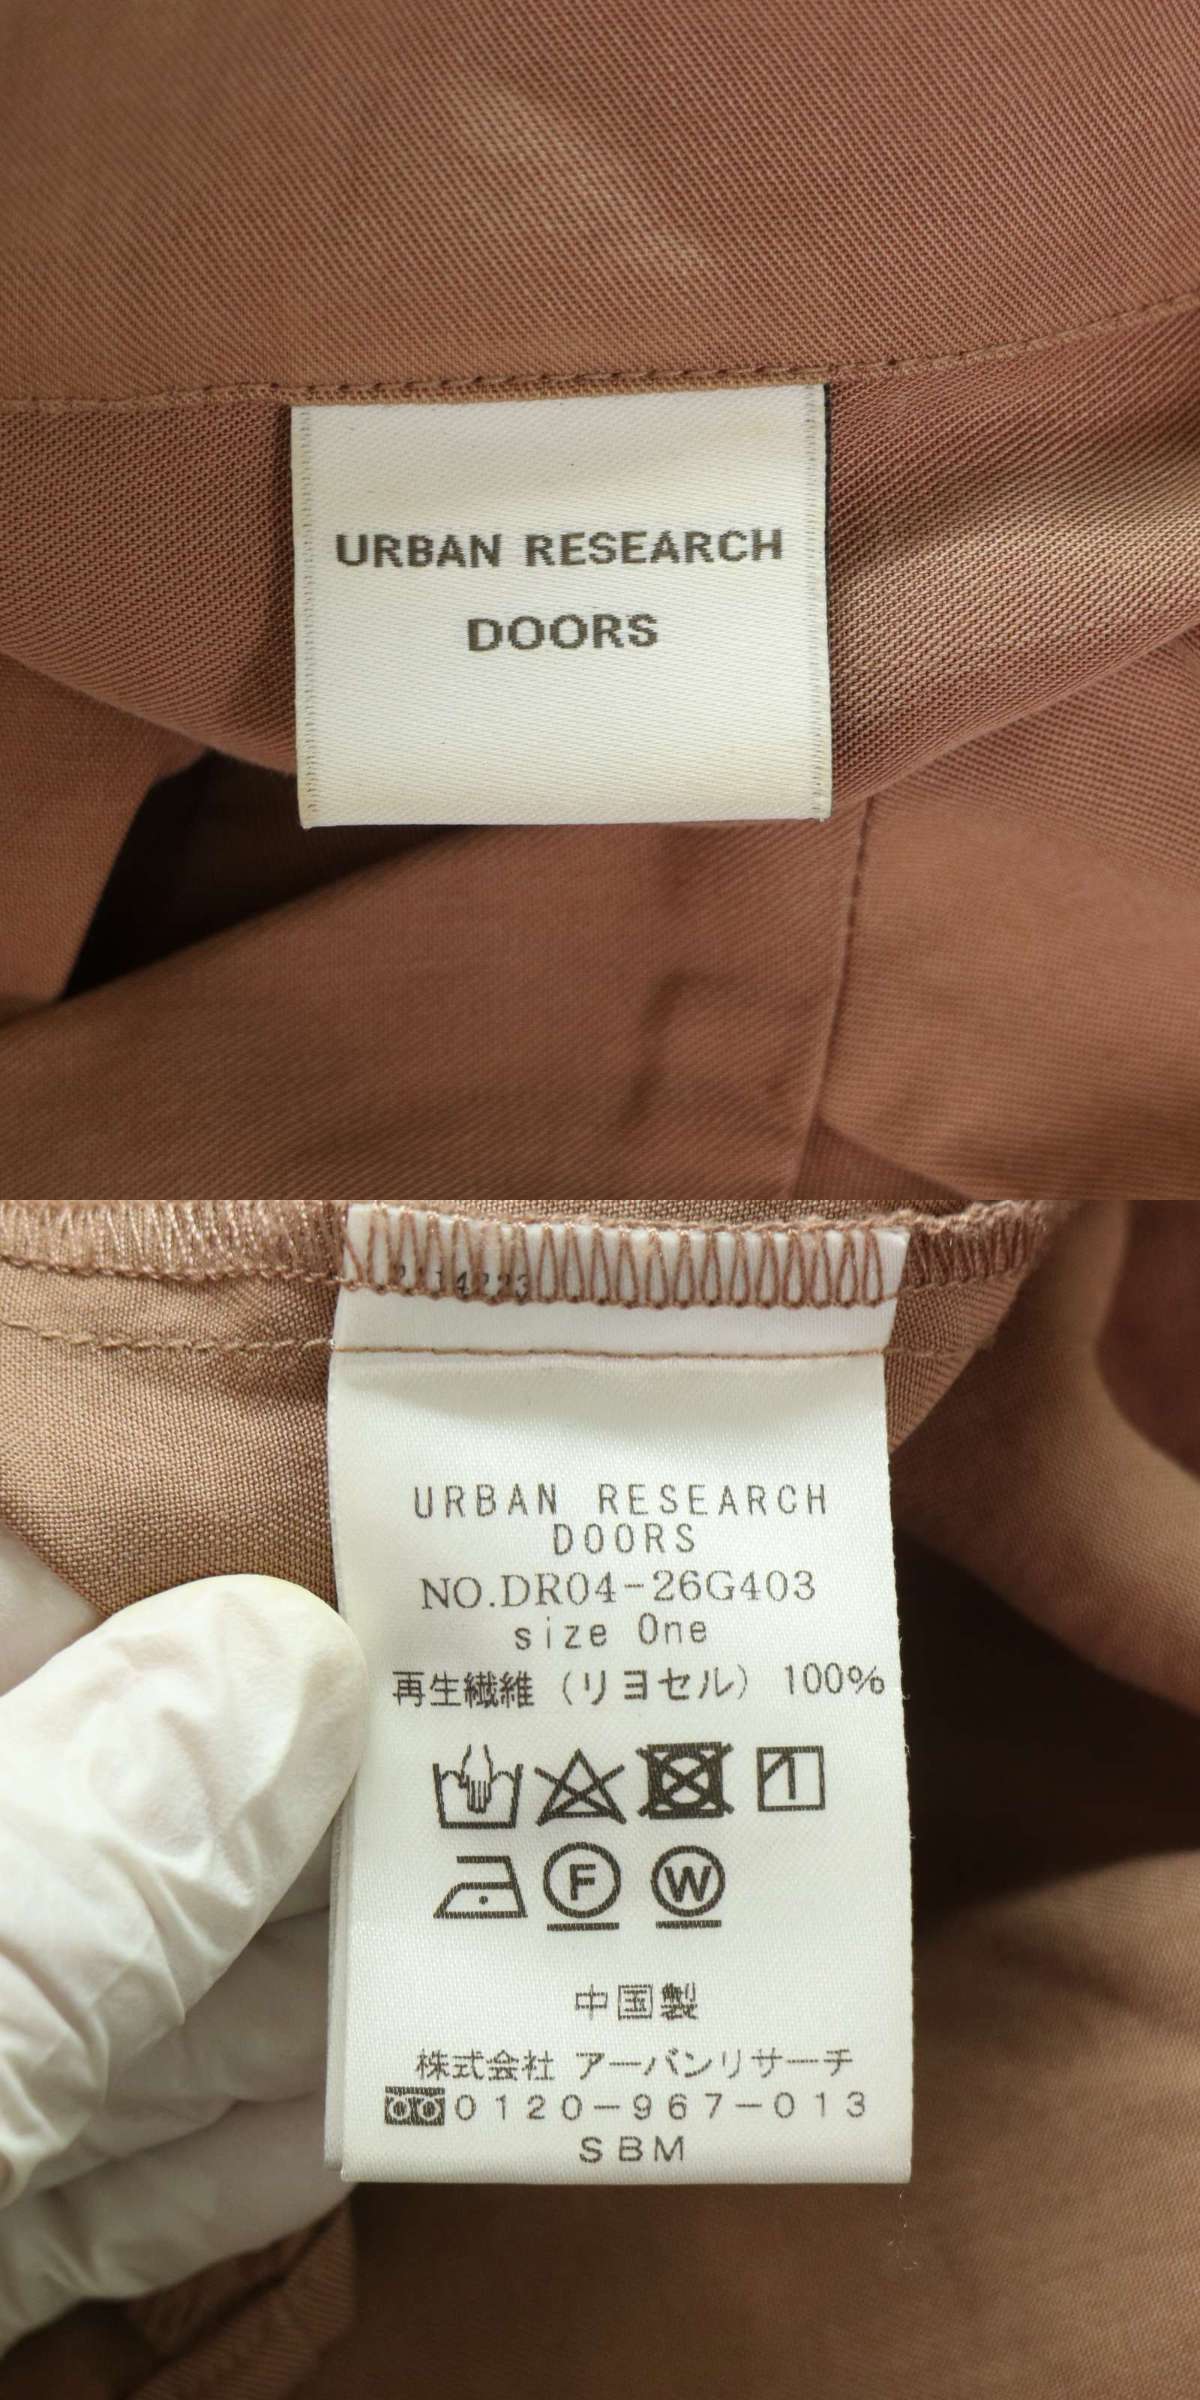 URBAN RESEARCH
DOORS
URBAN RESEARCH
DOORS
NO.DR04-26G403
size One
再生繊維（リヨセル）100%
F W
中国製
株式会社 アーバンリサーチ
0120-967-013
SBM